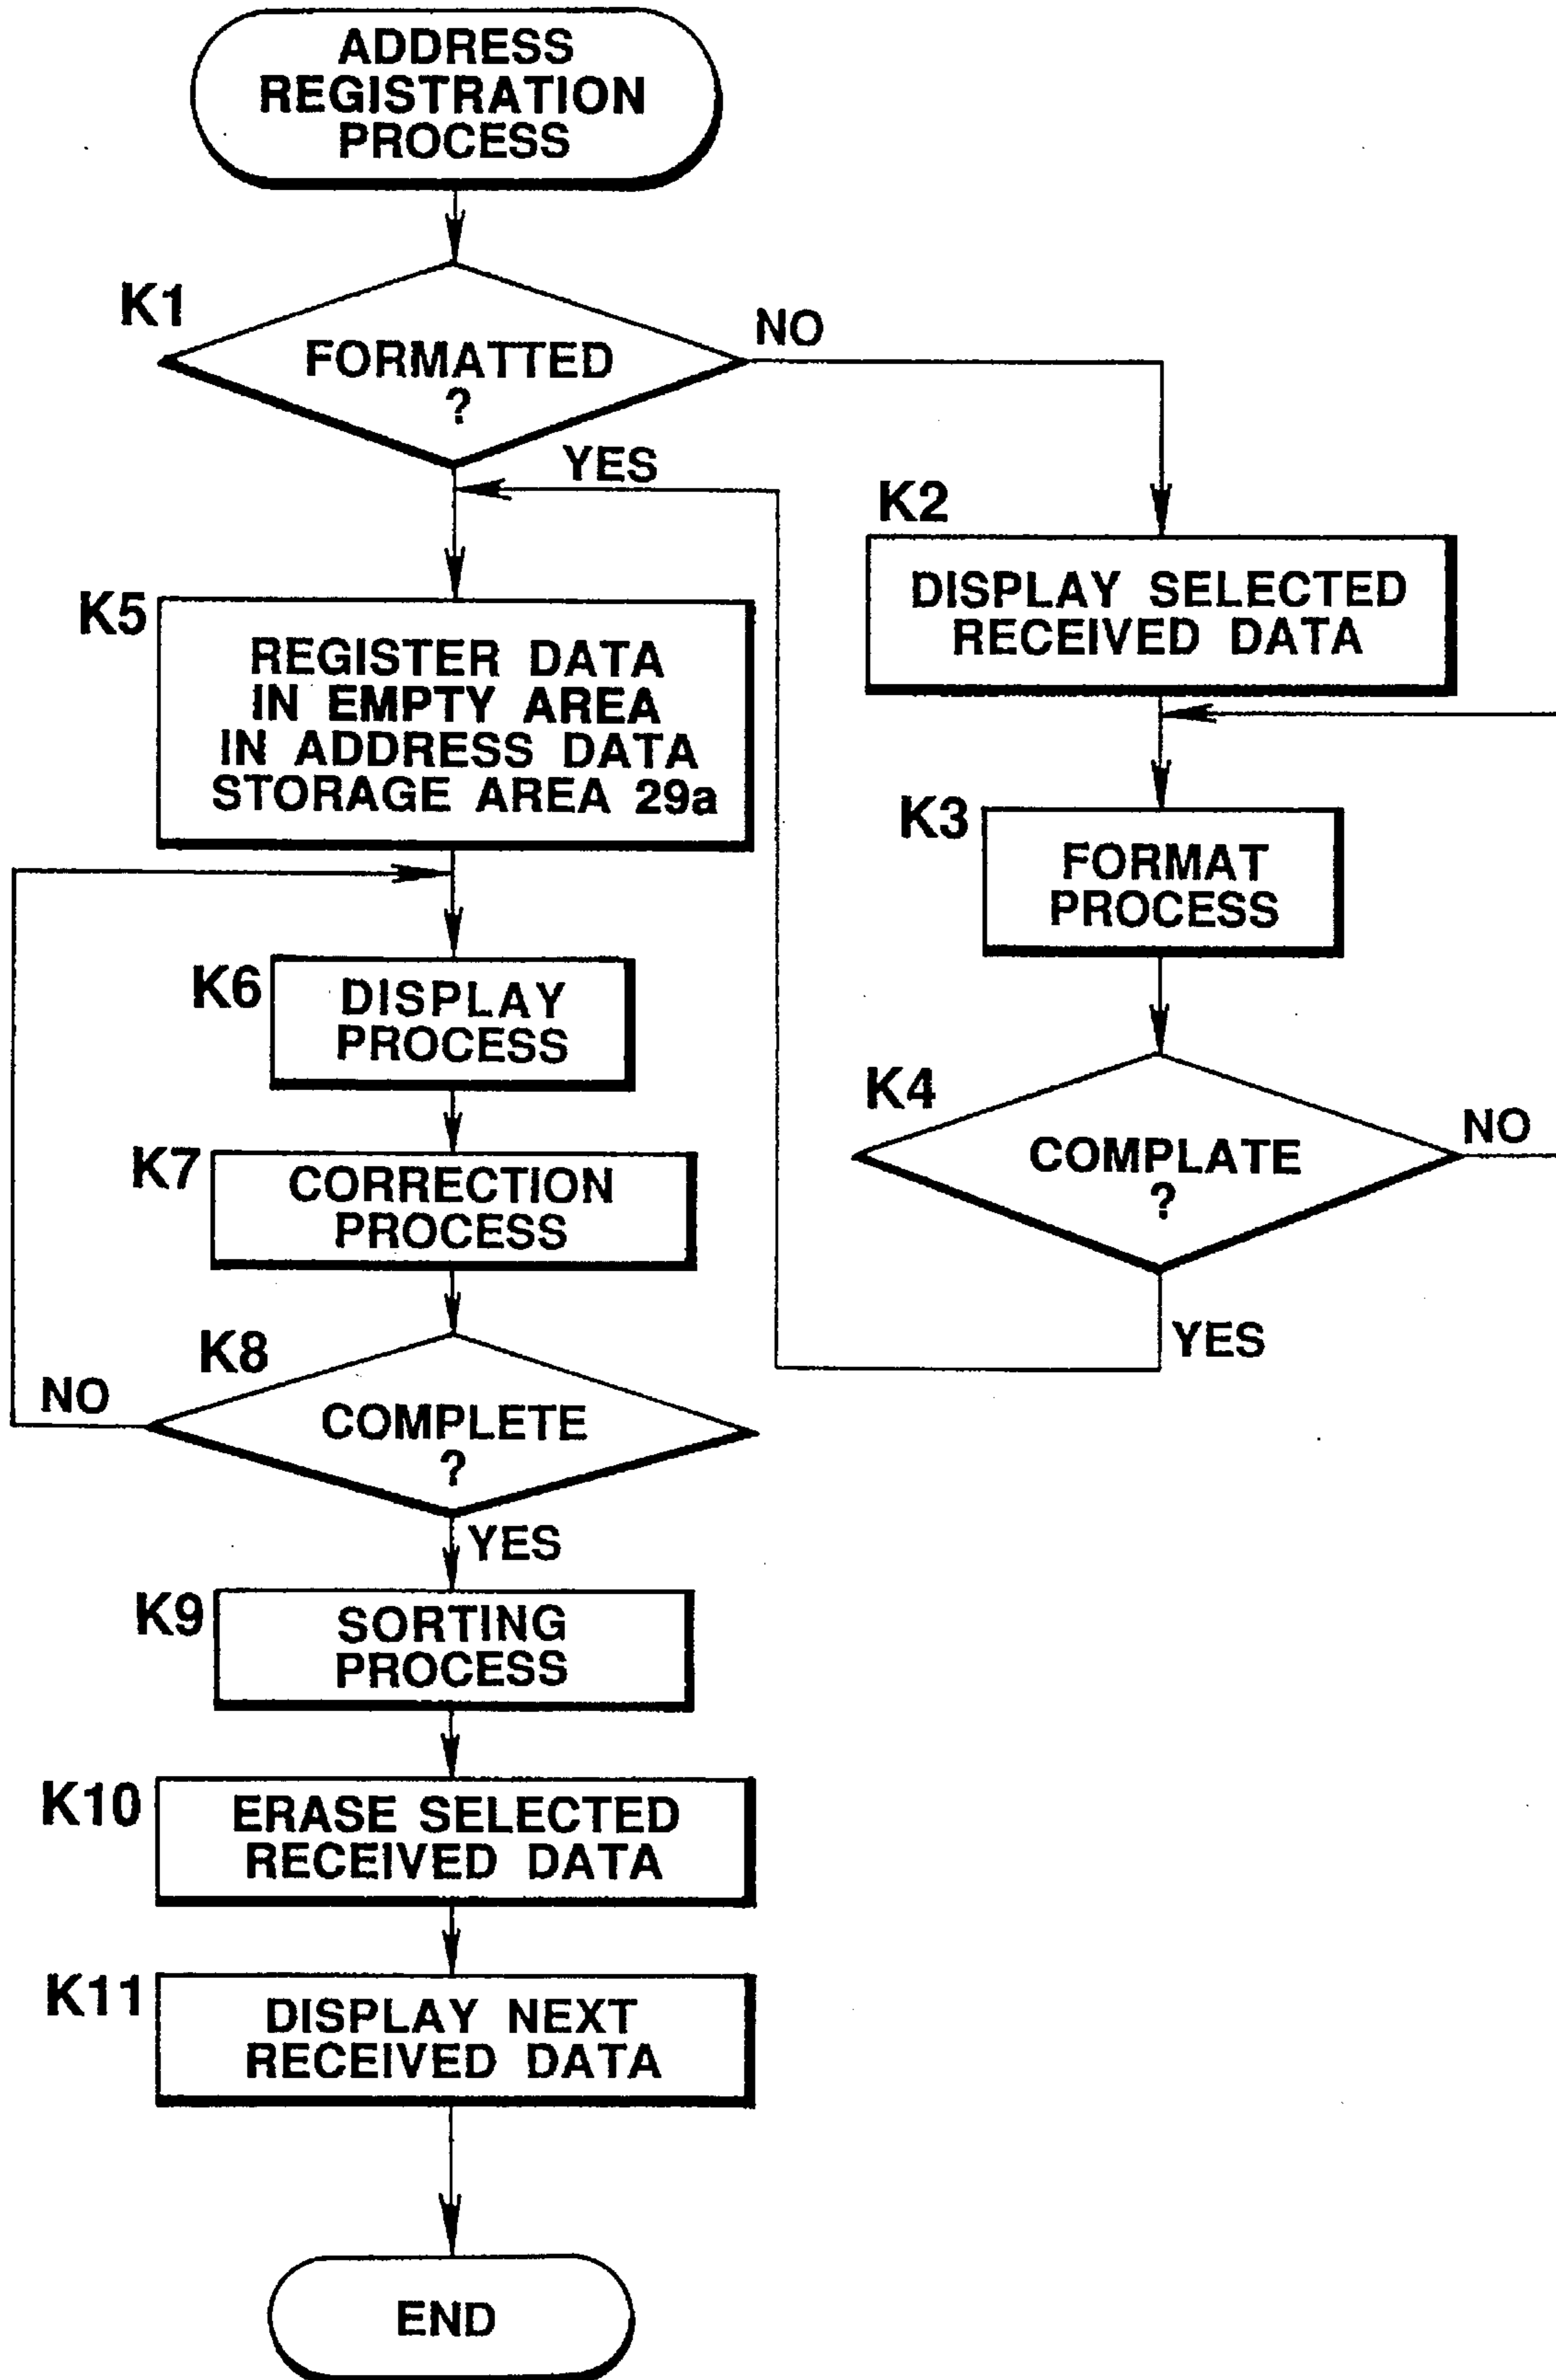 ADDRESS
REGISTRATION
PROCESS
K1
FORMATTED
?
NO
YES
K2
DISPLAY SELECTED
RECEIVED DATA
K3
FORMAT
PROCESS
K4
COMPLATE
?
NO
YES
K5
REGISTER DATA
IN EMPTY AREA
IN ADDRESS DATA
STORAGE AREA 29a
K6
DISPLAY
PROCESS
K7
CORRECTION
PROCESS
K8
COMPLETE
?
NO
YES
K9
SORTING
PROCESS
K10
ERASE SELECTED
RECEIVED DATA
K11
DISPLAY NEXT
RECEIVED DATA
END